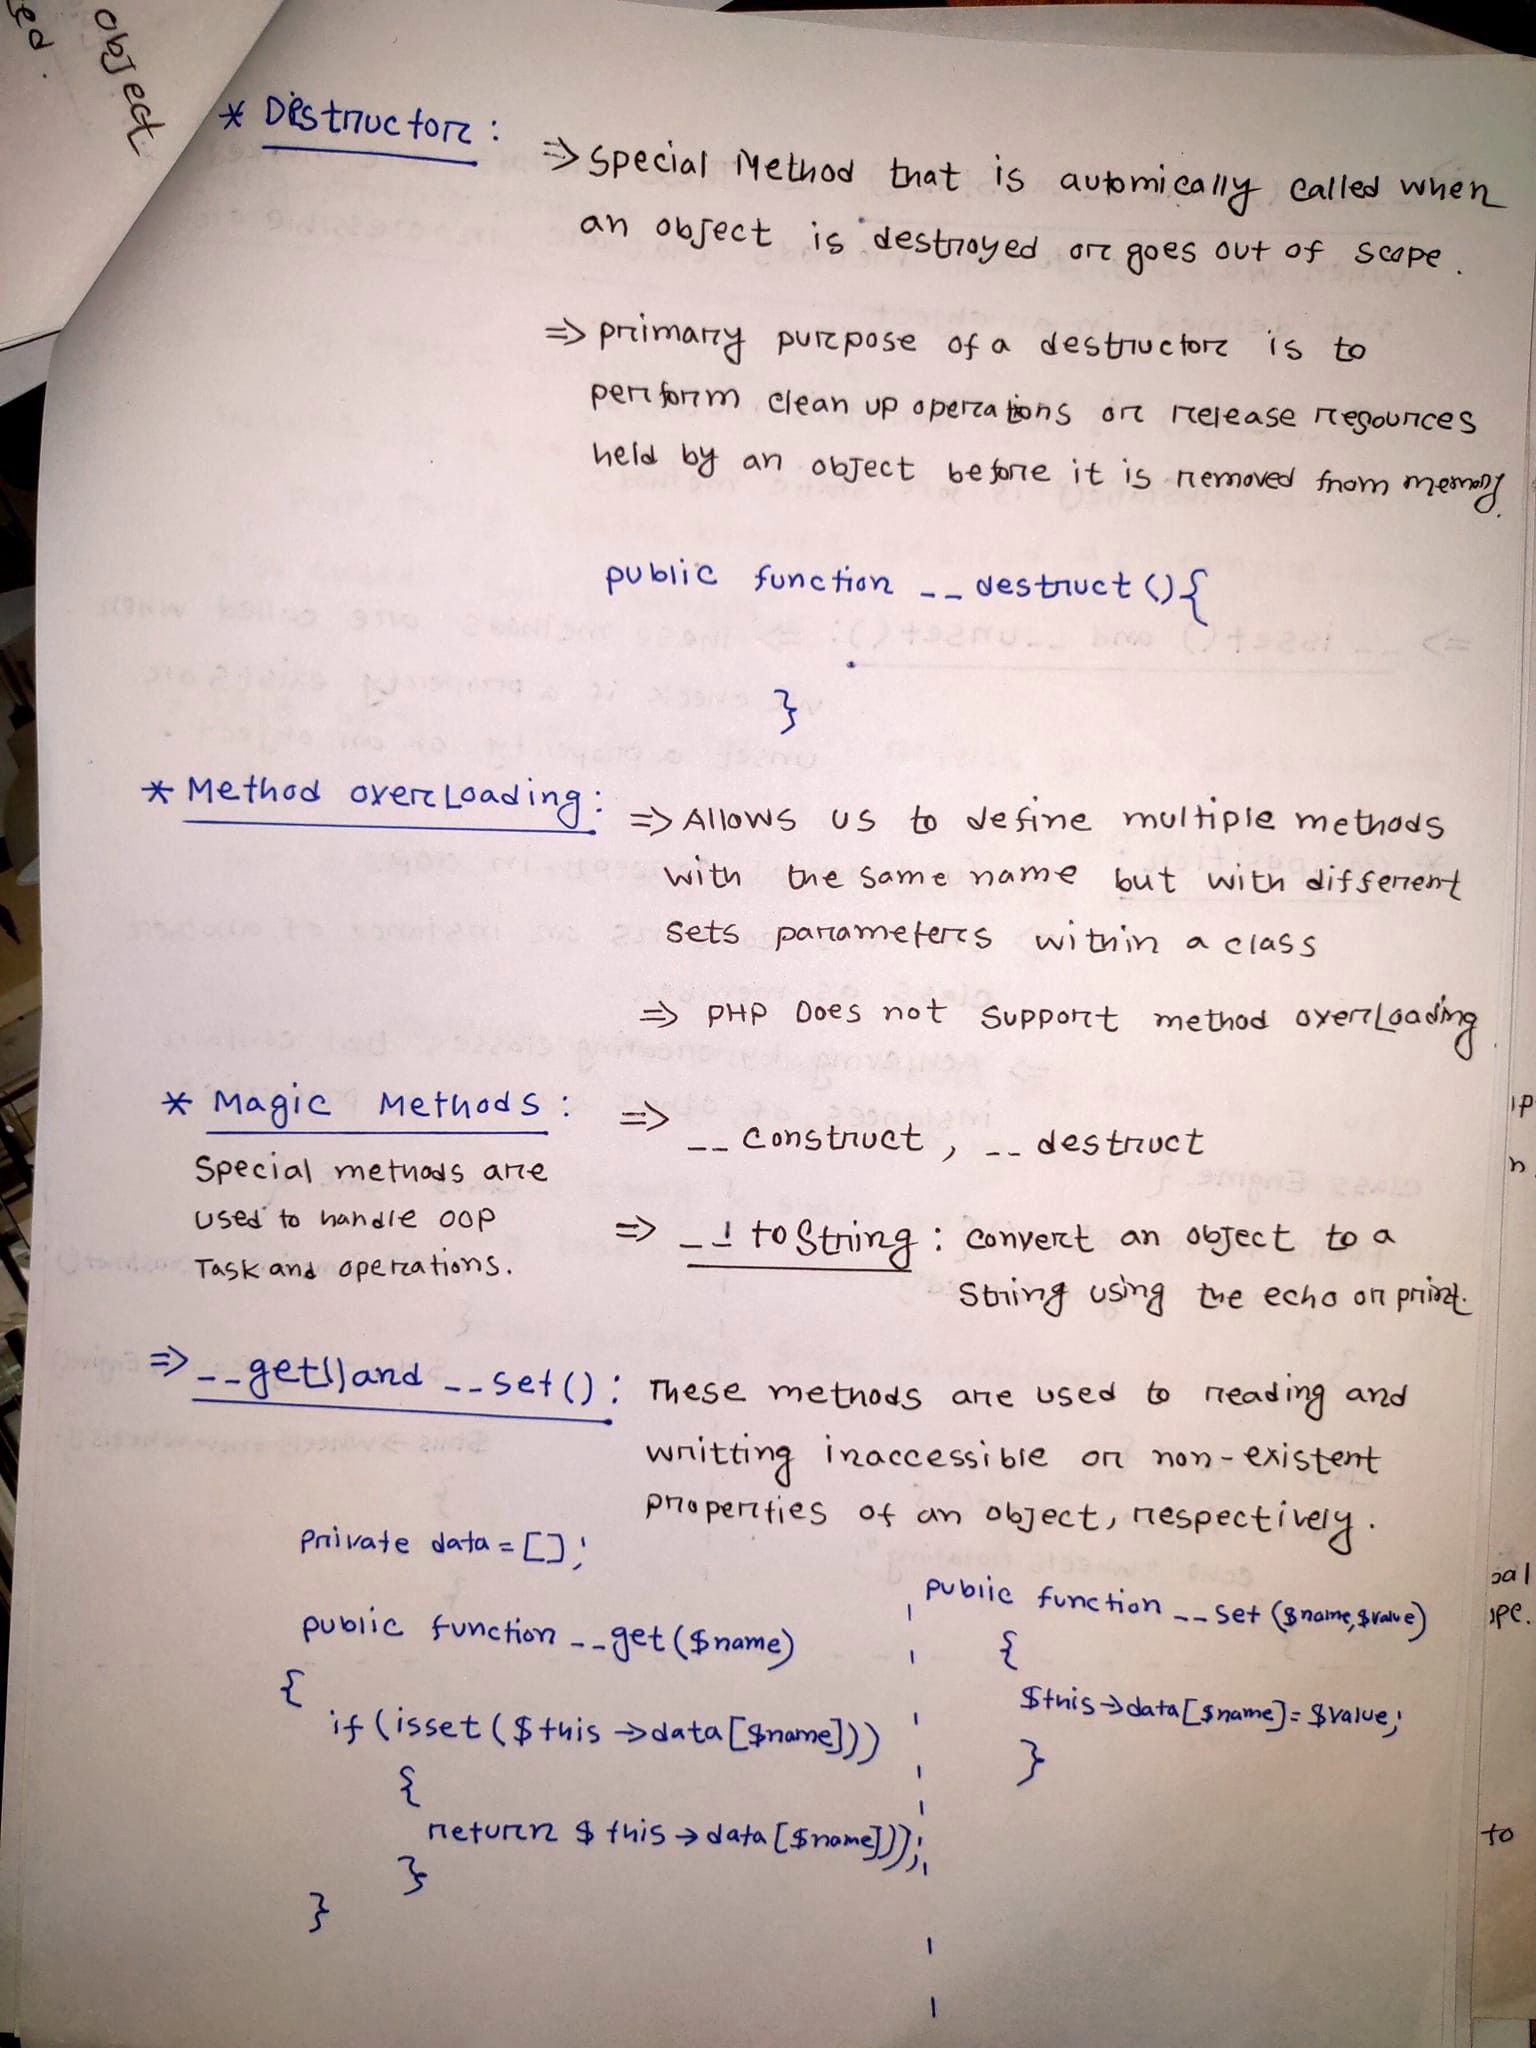 object
ed.
* Destructor:
=> Special Method that is automically called when
an object is destroyed or goes out of scope.
=> primary purpose of a destructor is to
perform clean up operations or release resources
held by an object before it is removed from memory.
public function __destruct(){
}
* Method overLoading:
=> Allows us to define multiple methods
with the same name but with different
sets parameters within a class
=> PHP Does not support method overLoading.
* Magic Methods:
Special methods are
used to handle OOP
Task and operations.
=> __construct, __destruct
=> __toString: convert an object to a
String using the echo or print.
=> __get() and __set():
These methods are used to reading and
writting inaccessible or non-existent
properties of an object, respectively.
private data = [];
public function __get($name)
{
if(isset($this->data[$name]))
{
return $this->data[$name]));
}
}
public function __set($name,$value)
{
$this->data[$name]=$value;
}
ip
n
pe.
to